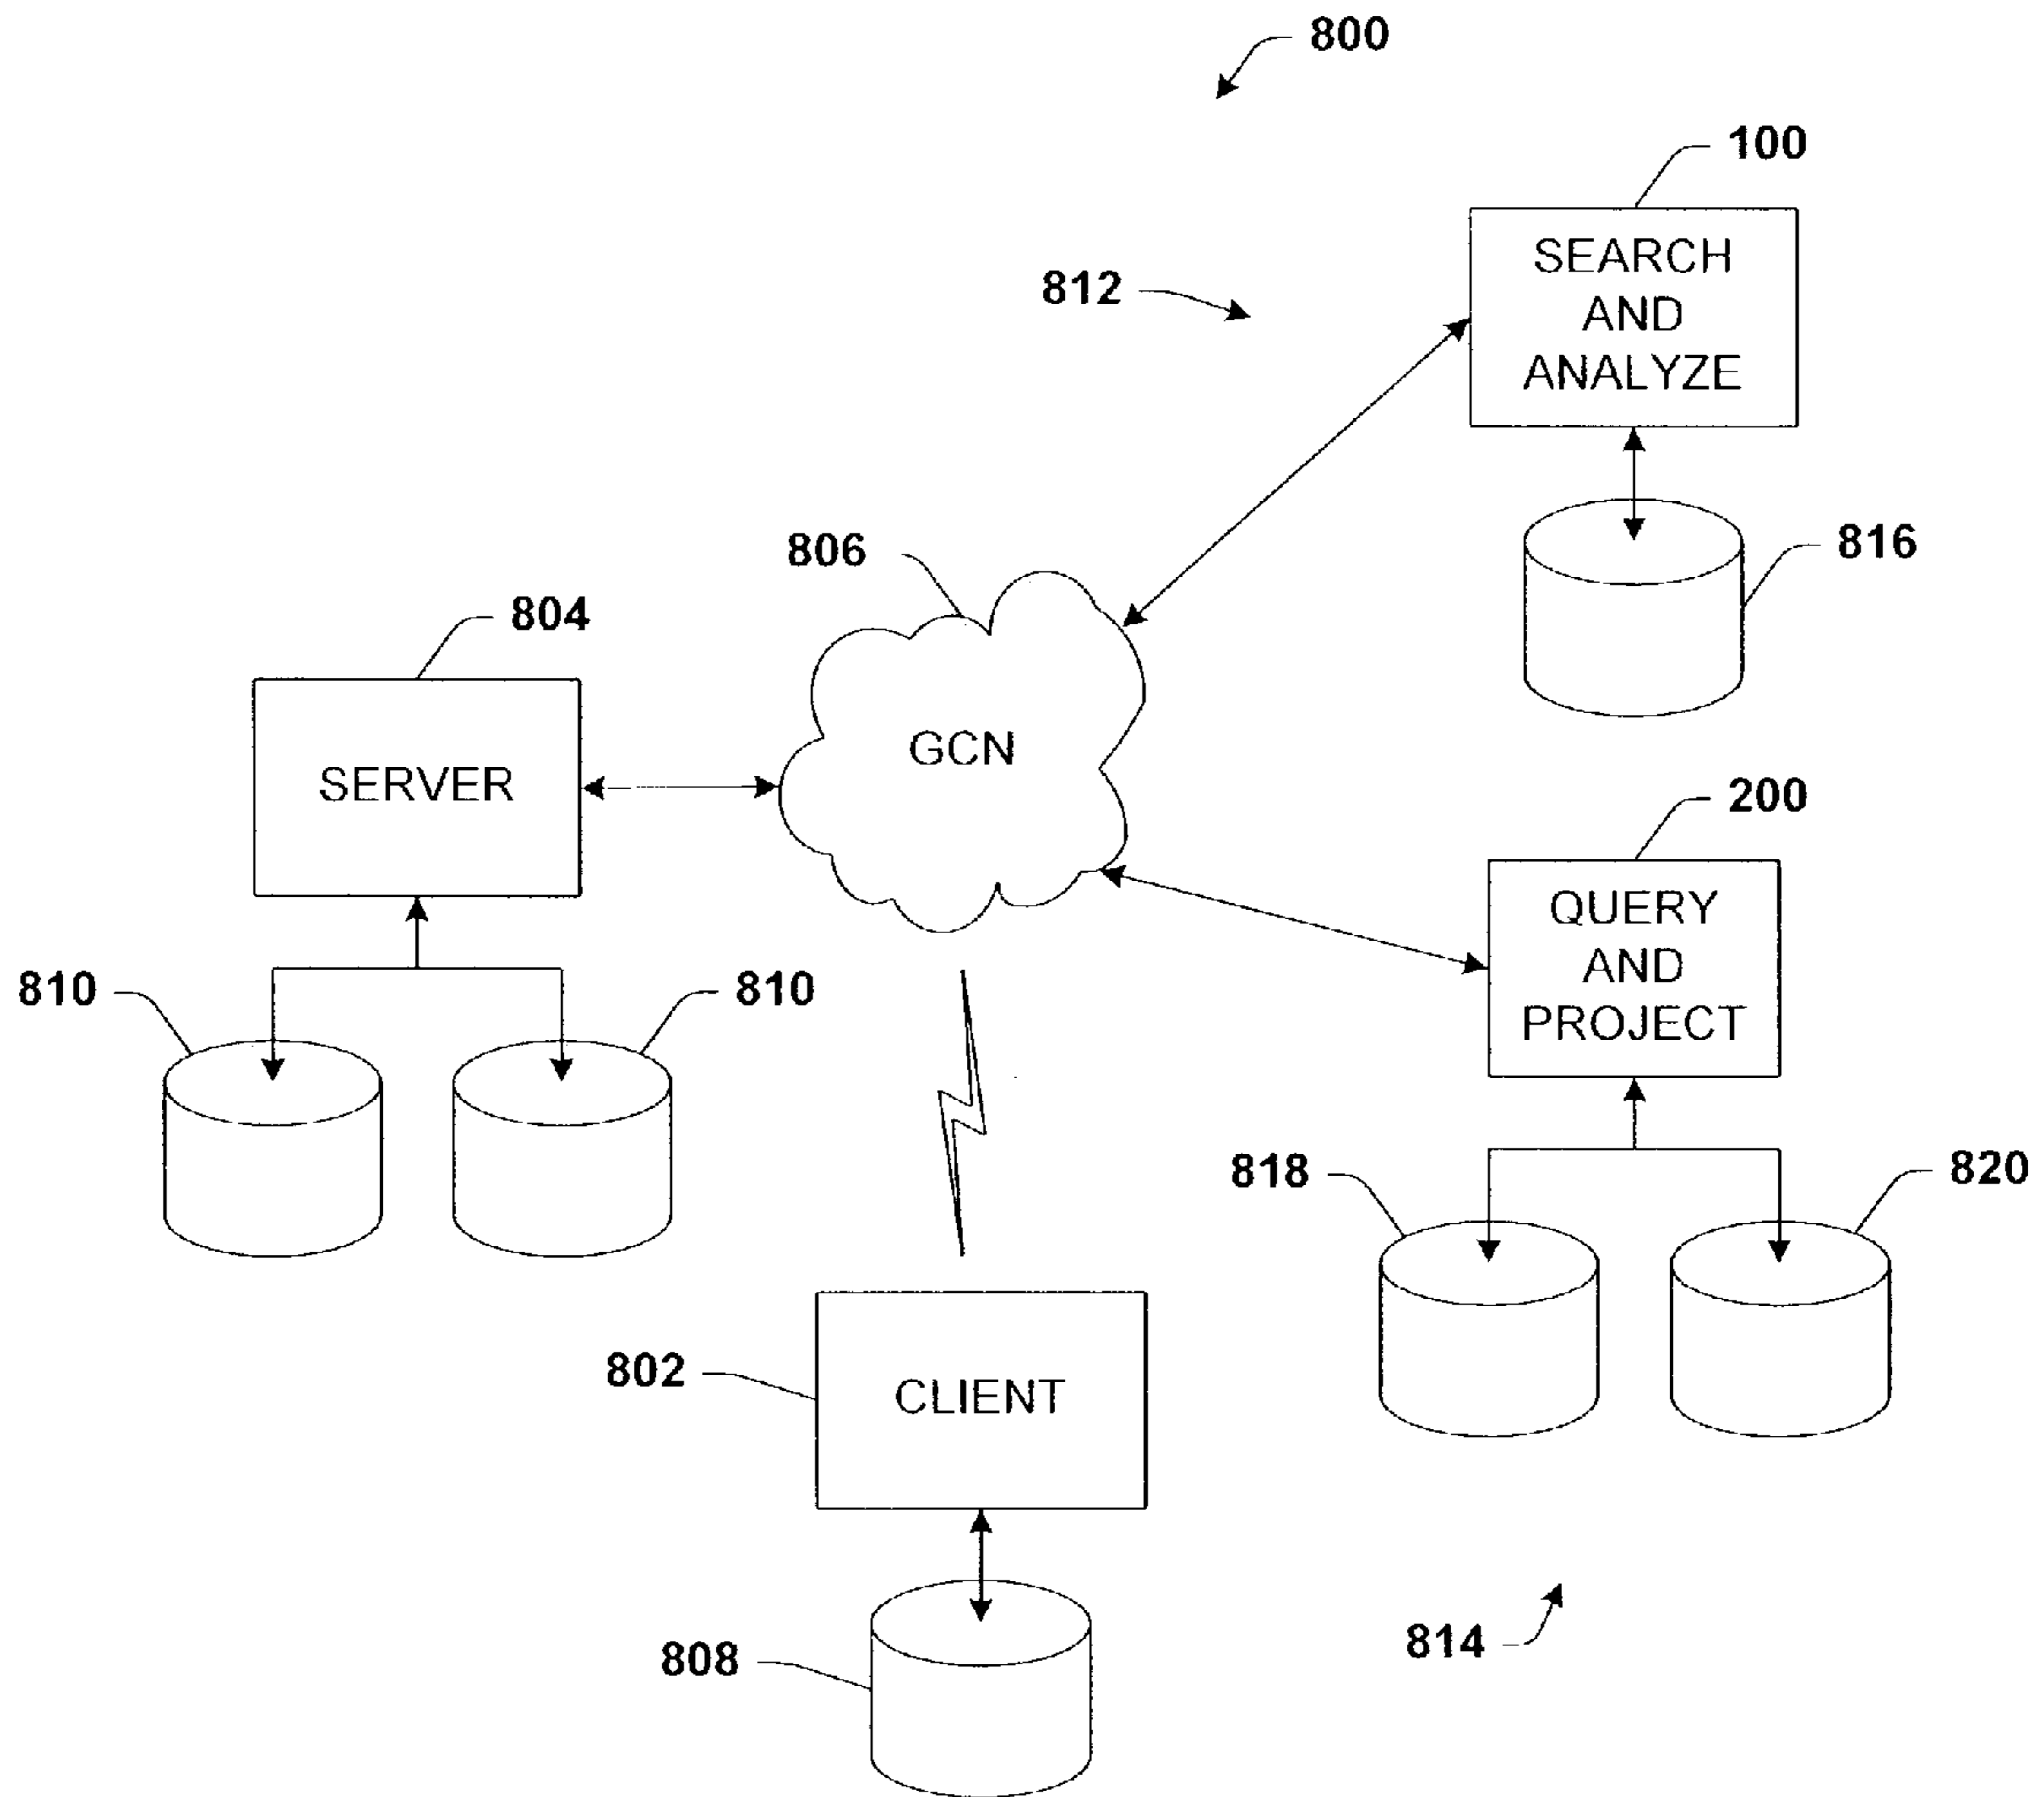 800
100
SEARCH
AND
ANALYZE
812
806
816
804
GCN
SERVER
200
QUERY
AND
PROJECT
810
810
818
820
802
CLIENT
814
808